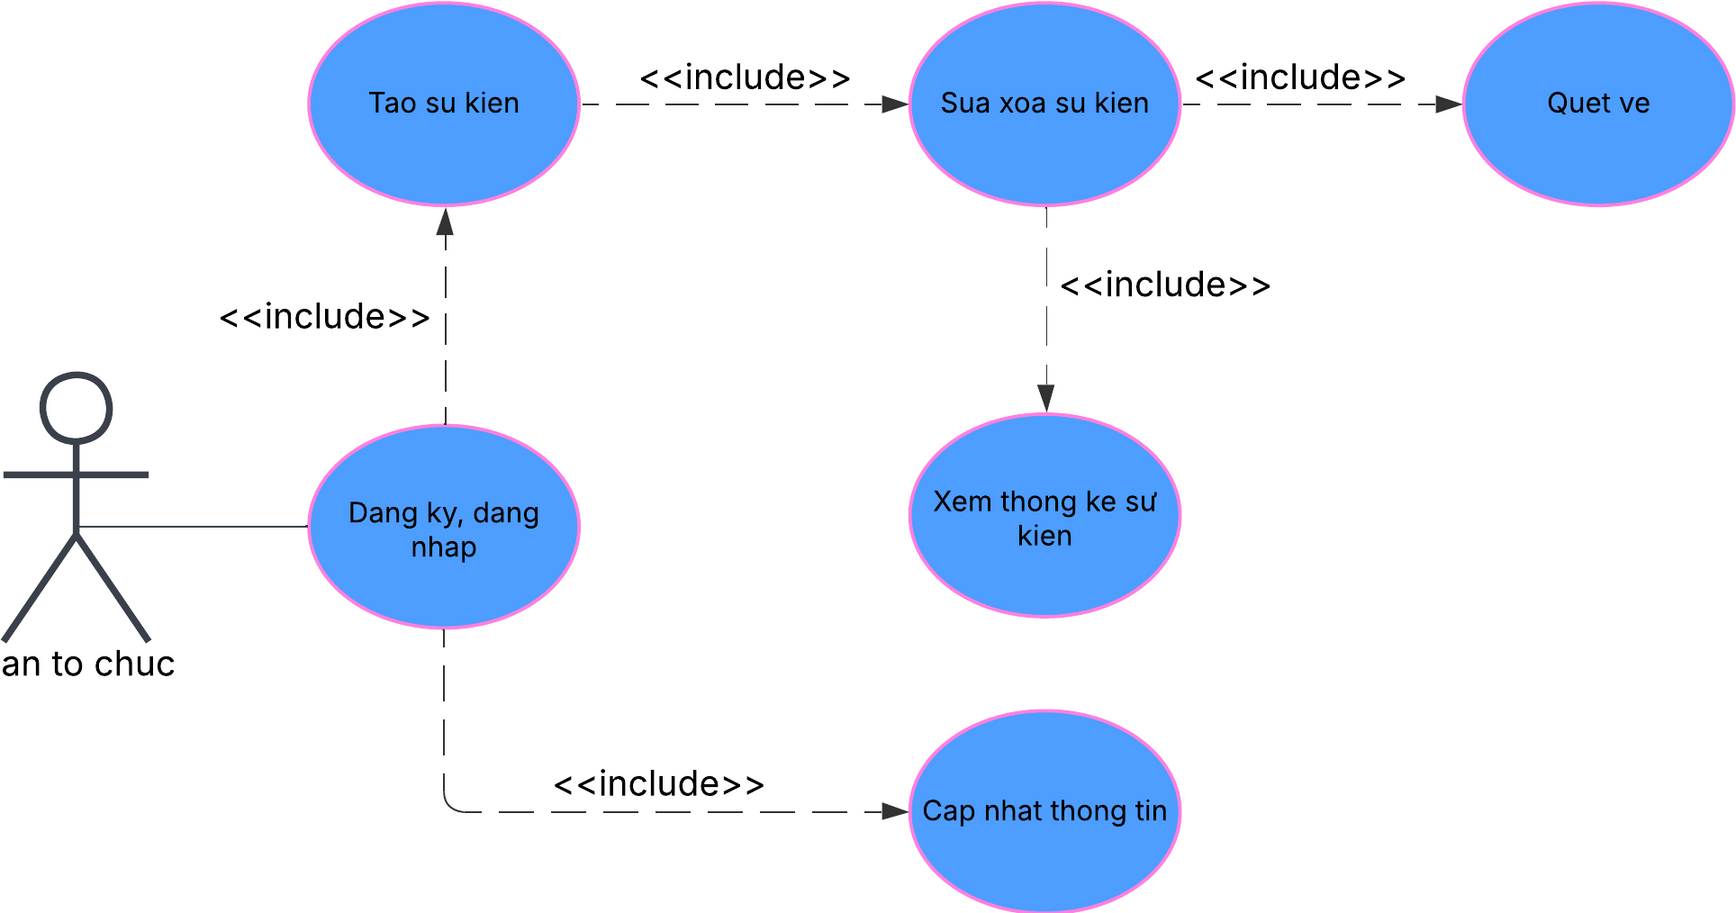 <<include>>
<<include>>
Tao su kien
Sua xoa su kien
Quet ve
<<include>>
<<include>>
Dang ky, dang
nhap
Xem thong ke sư
kien
an to chuc
<<include>>
Cap nhat thong tin